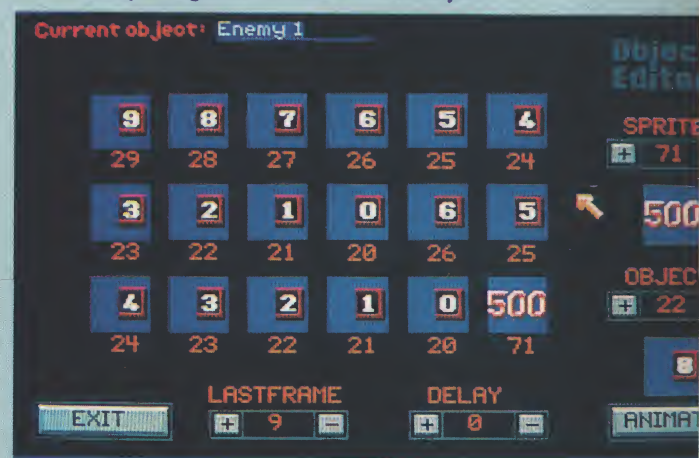 Current object: Enemy 1
Objec
Edito
9 8 7 6 5 4
29 28 27 26 25 24
SPRITE
+ 71
3 2 1 0 6 5
23 22 21 20 26 25
500
OBJEC
+ 22
4 3 2 1 0 500
24 23 22 21 20 71
8
LASTFRAME DELAY
EXIT + 9 - + 0 - ANIMAT